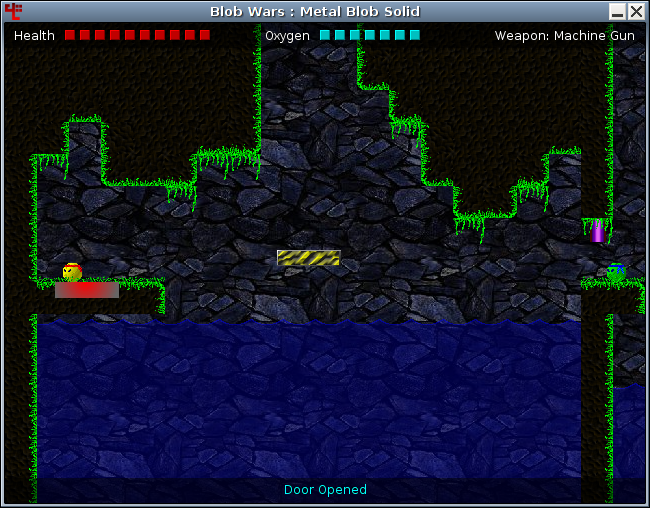 Blob Wars : Metal Blob Solid
Health Oxygen Weapon: Machine Gun
Door Opened